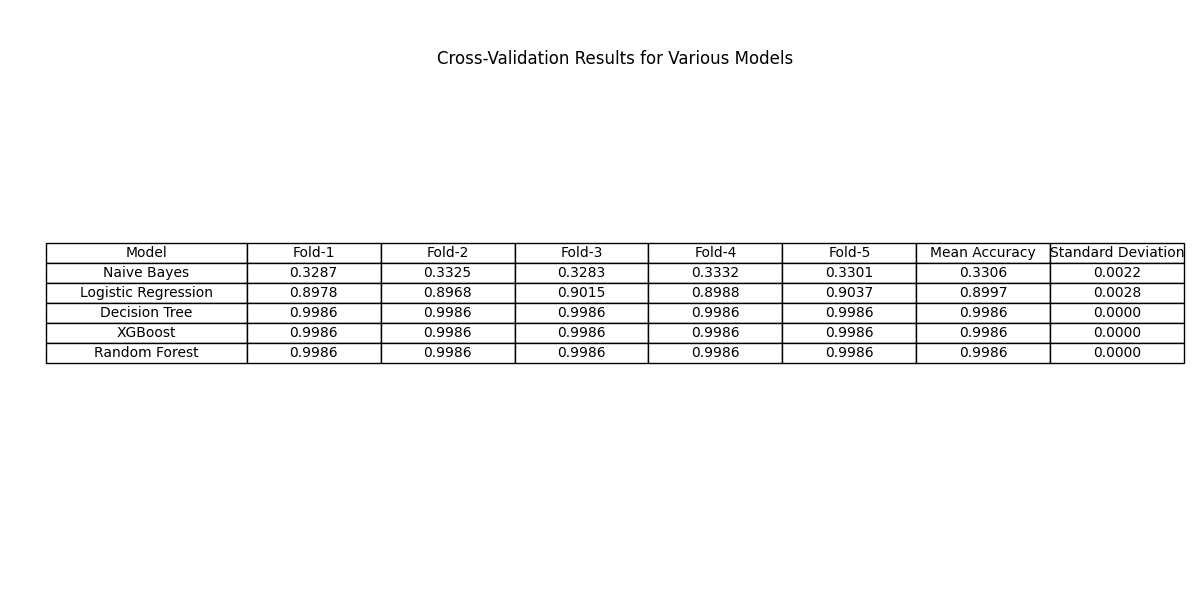 Cross-Validation Results for Various Models
Model Fold-1 Fold-2 Fold-3 Fold-4 Fold-5 Mean Accuracy Standard Deviation
Naive Bayes 0.3287 0.3325 0.3283 0.3332 0.3301 0.3306 0.0022
Logistic Regression 0.8978 0.8968 0.9015 0.8988 0.9037 0.8997 0.0028
Decision Tree 0.9986 0.9986 0.9986 0.9986 0.9986 0.9986 0.0000
XGBoost 0.9986 0.9986 0.9986 0.9986 0.9986 0.9986 0.0000
Random Forest 0.9986 0.9986 0.9986 0.9986 0.9986 0.9986 0.0000